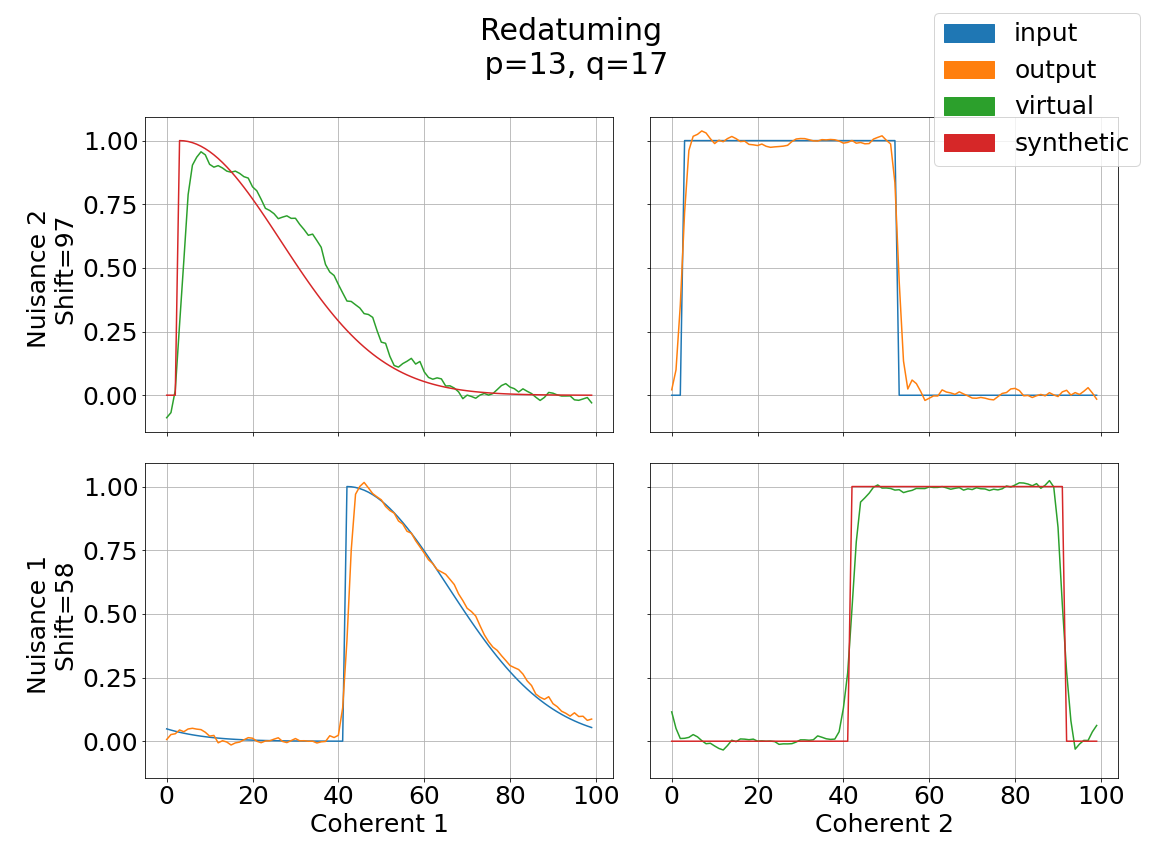 Redatuming
p=13, q=17
input
output
virtual
synthetic
Nuisance 2
Shift=97
1.00
0.75
0.50
0.25
0.00
Nuisance 1
Shift=58
1.00
0.75
0.50
0.25
0.00
0 20 40 60 80 100
0 20 40 60 80 100
Coherent 1
Coherent 2